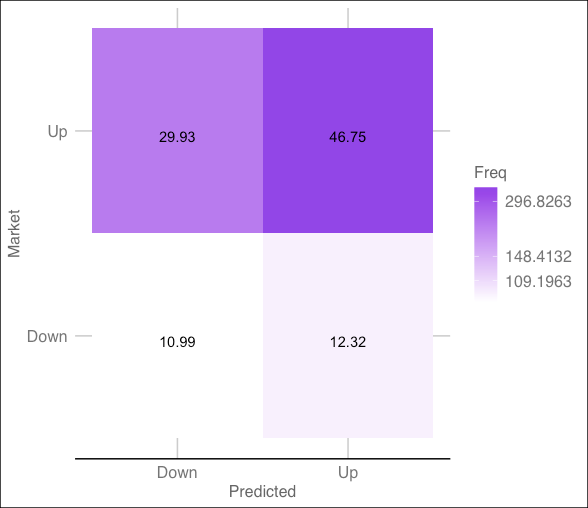 Up
29.93
46.75
Freq
296.8263
148.4132
109.1963
Market
Down
10.99
12.32
Down
Up
Predicted